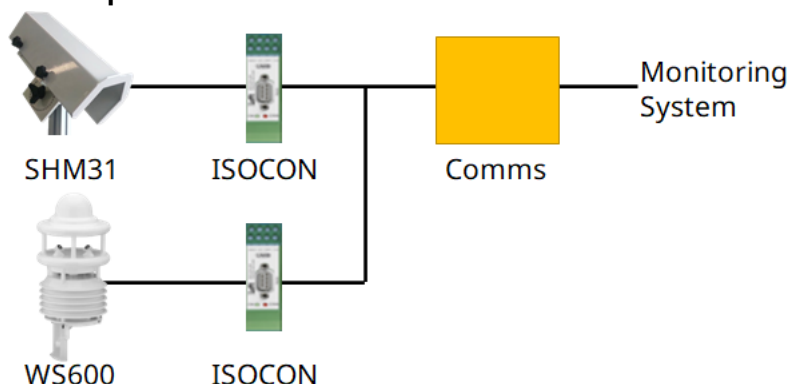 SHM31
ISOCON
Comms
Monitoring
System
WS600
ISOCON